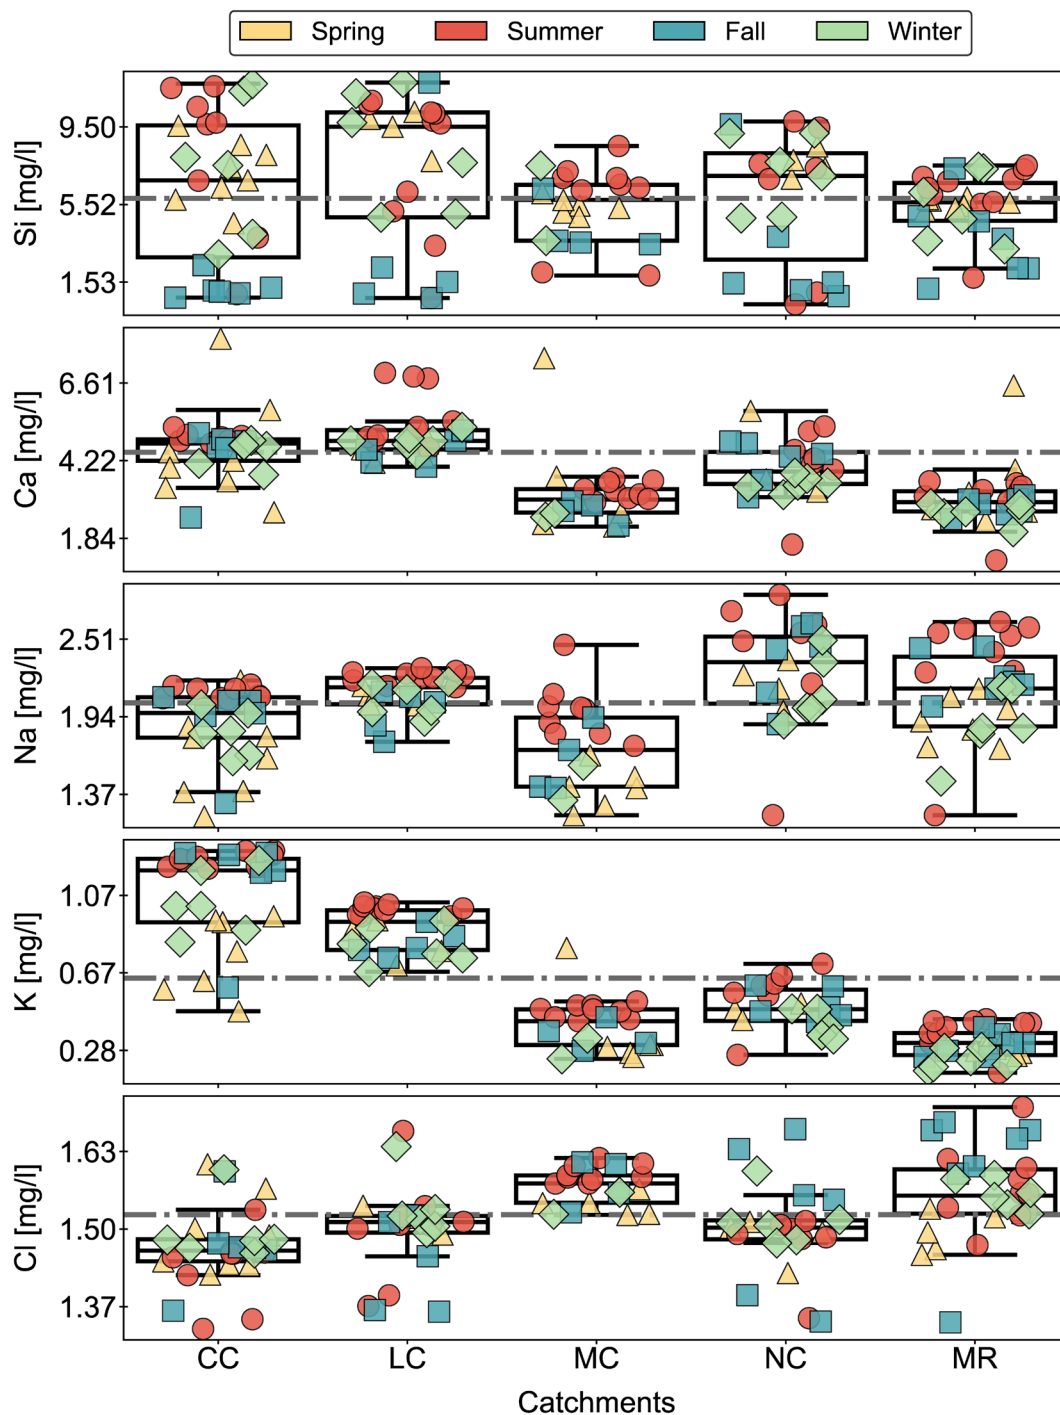 Spring Summer Fall Winter
Si [mg/l]
9.50
5.52
1.53
Ca [mg/l]
6.61
4.22
1.84
Na [mg/l]
2.51
1.94
1.37
K [mg/l]
1.07
0.67
0.28
Cl [mg/l]
1.63
1.50
1.37
CC LC MC NC MR
Catchments